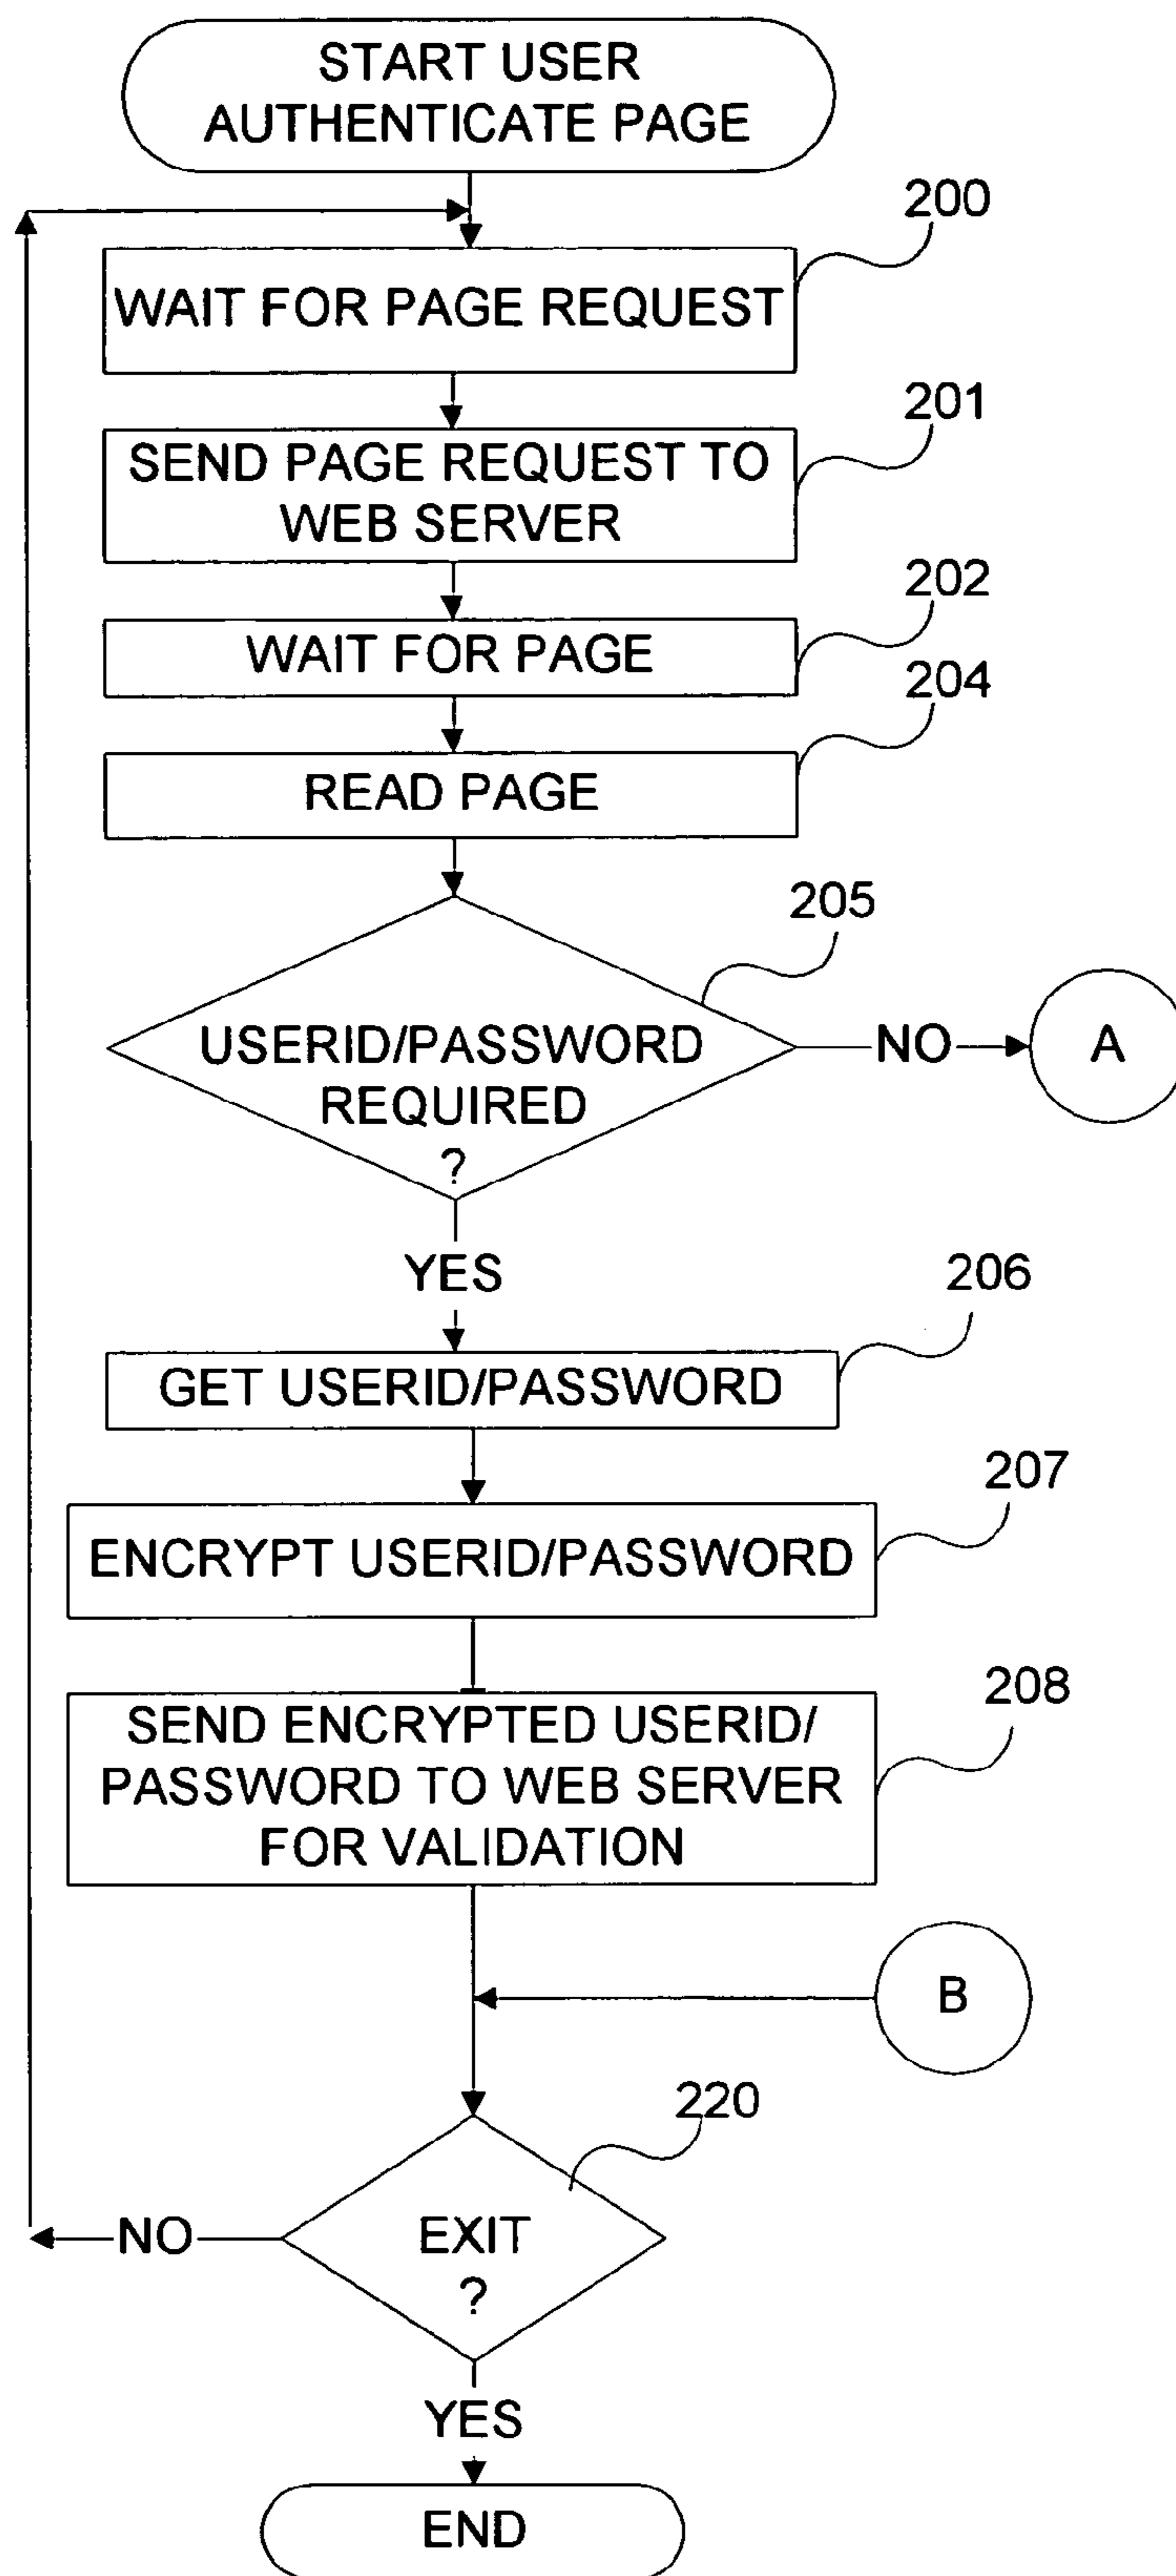 START USER
AUTHENTICATE PAGE
200
WAIT FOR PAGE REQUEST
201
SEND PAGE REQUEST TO
WEB SERVER
202
WAIT FOR PAGE
204
READ PAGE
205
USERID/PASSWORD
REQUIRED
?
NO
A
YES
206
GET USERID/PASSWORD
207
ENCRYPT USERID/PASSWORD
208
SEND ENCRYPTED USERID/
PASSWORD TO WEB SERVER
FOR VALIDATION
B
220
EXIT
?
NO
YES
END